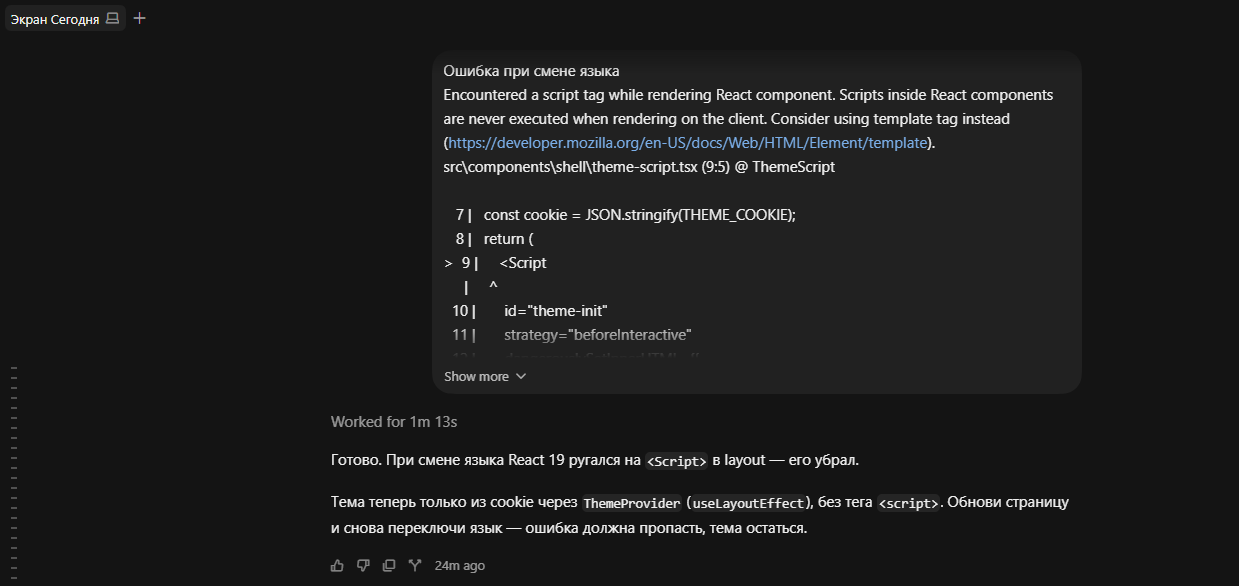 Экран Сегодня
Ошибка при смене языка
Encountered a script tag while rendering React component. Scripts inside React components
are never executed when rendering on the client. Consider using template tag instead
(https://developer.mozilla.org/en-US/docs/Web/HTML/Element/template).
src\components\shell\theme-script.tsx (9:5) @ ThemeScript
7 | const cookie = JSON.stringify(THEME_COOKIE);
8 | return (
> 9 | <Script
| ^
10 | id="theme-init"
11 | strategy="beforeInteractive"
Show more
Worked for 1m 13s
Готово. При смене языка React 19 ругался на <Script> в layout — его убрал.
Тема теперь только из cookie через ThemeProvider (useLayoutEffect), без тега <script>. Обнови страницу
и снова переключи язык — ошибка должна пропасть, тема остаться.
24m ago